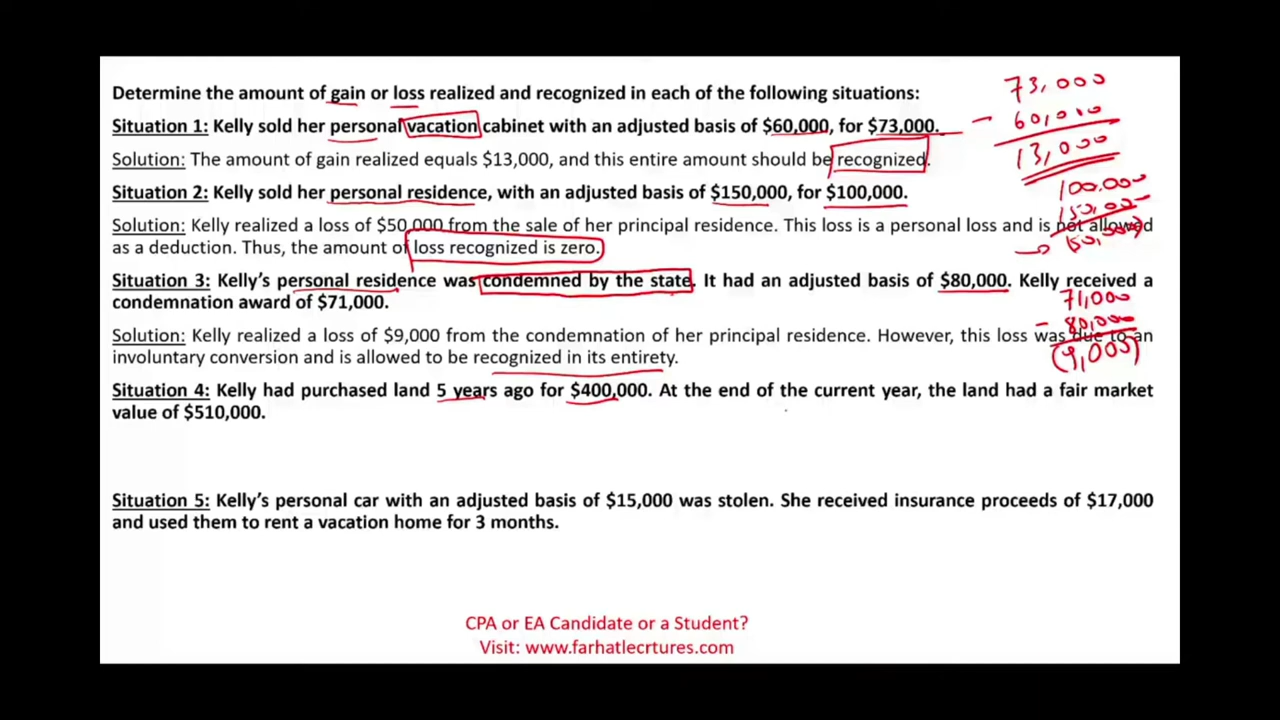 Determine the amount of gain or loss realized and recognized in each of the following situations:
73,000
Situation 1: Kelly sold her personal vacation cabinet with an adjusted basis of $60,000, for $73,000.
- 60,000
Solution: The amount of gain realized equals $13,000, and this entire amount should be recognized.
13,000
Situation 2: Kelly sold her personal residence, with an adjusted basis of $150,000, for $100,000.
100.000
150,00
Solution: Kelly realized a loss of $50,000 from the sale of her principal residence. This loss is a personal loss and is not allowed
as a deduction. Thus, the amount of loss recognized is zero.
Situation 3: Kelly's personal residence was condemned by the state. It had an adjusted basis of $80,000. Kelly received a
condemnation award of $71,000.
71,000
- 80,000
Solution: Kelly realized a loss of $9,000 from the condemnation of her principal residence. However, this loss was due to an
involuntary conversion and is allowed to be recognized in its entirety.
(9,000)
Situation 4: Kelly had purchased land 5 years ago for $400,000. At the end of the current year, the land had a fair market
value of $510,000.
Situation 5: Kelly's personal car with an adjusted basis of $15,000 was stolen. She received insurance proceeds of $17,000
and used them to rent a vacation home for 3 months.
CPA or EA Candidate or a Student?
Visit: www.farhatlecrtures.com